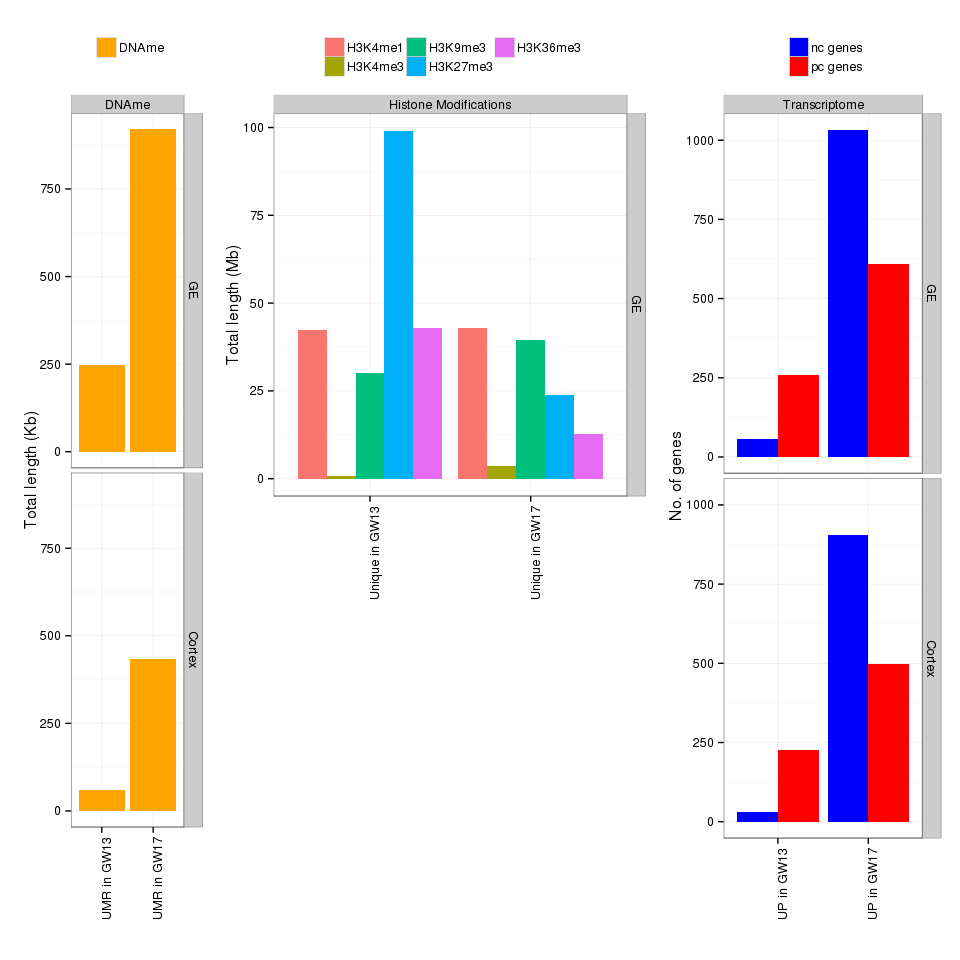 DNAme
H3K4me1 H3K9me3 H3K36me3
H3K4me3 H3K27me3
nc genes
pc genes
DNAme
Total length (Kb)
750
500
250
0
GE
750
500
250
0
Cortex
UMR in GW13
UMR in GW17
Histone Modifications
Total length (Mb)
100
75
50
25
0
GE
Unique in GW13
Unique in GW17
Transcriptome
No. of genes
1000
750
500
250
0
GE
1000
750
500
250
0
Cortex
UP in GW13
UP in GW17